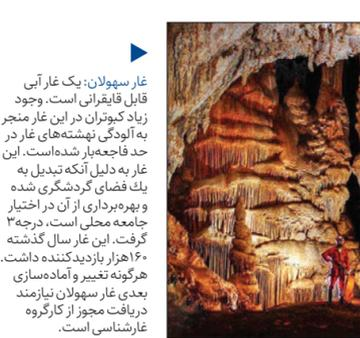 غار سهولان: یک غار آبی
قابل قایقرانی است. وجود
زیاد کبوتران در این غار منجر
به آلودگی نهشته‌های غار در
حد فاجعه‌بار شده‌است. این
غار به دلیل آنکه تبدیل به
یك فضای گردشگری شده
و بهره‌برداری از آن در اختیار
جامعه محلی است، درجه۳
گرفت. این غار سال گذشته
۱۶۰هزار بازدیدکننده داشت.
هرگونه تغییر و آماده‌سازی
بعدی غار سهولان نیازمند
دریافت مجوز از کارگروه
غارشناسی است.